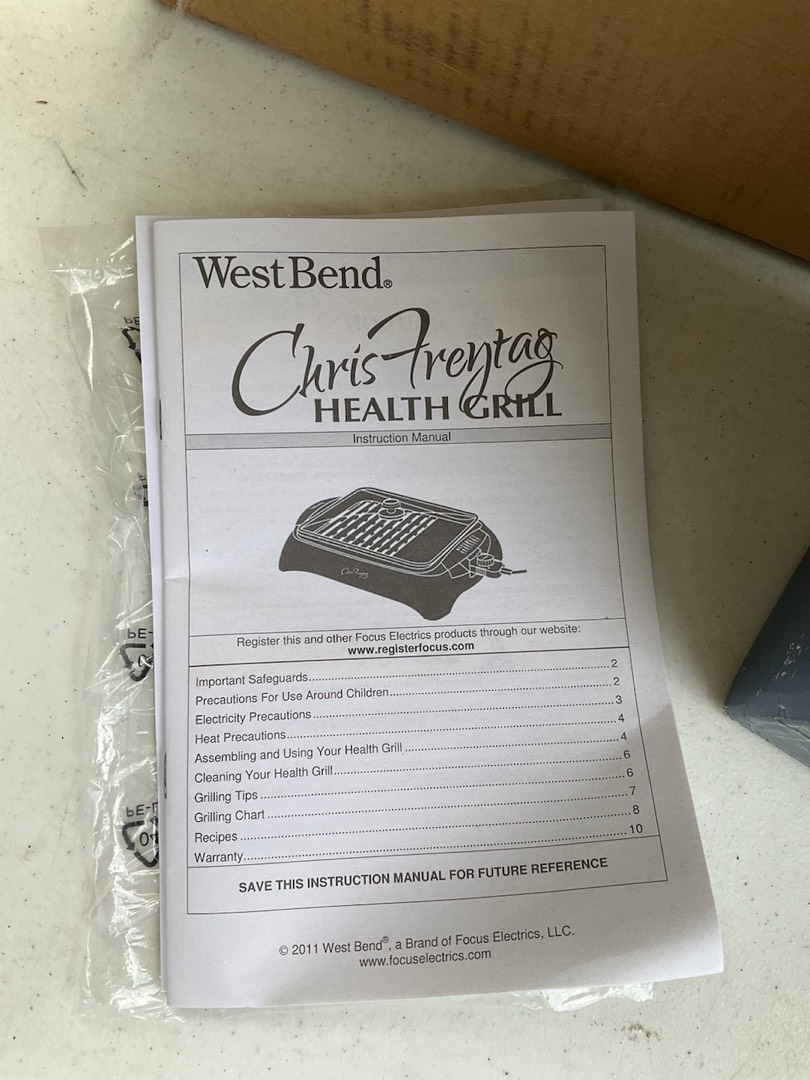 West Bend®
Chris Freytag
HEALTH GRILL
Instruction Manual
Chris Freytag
Register this and other Focus Electrics products through our website:
www.registerfocus.com
Important Safeguards..........2
Precautions For Use Around Children..........2
Electricity Precautions..........3
Heat Precautions..........4
Assembling and Using Your Health Grill..........4
Cleaning Your Health Grill..........6
Grilling Tips..........6
Grilling Chart..........7
Recipes..........8
Warranty..........10
SAVE THIS INSTRUCTION MANUAL FOR FUTURE REFERENCE
© 2011 West Bend®, a Brand of Focus Electrics, LLC.
www.focuselectrics.com